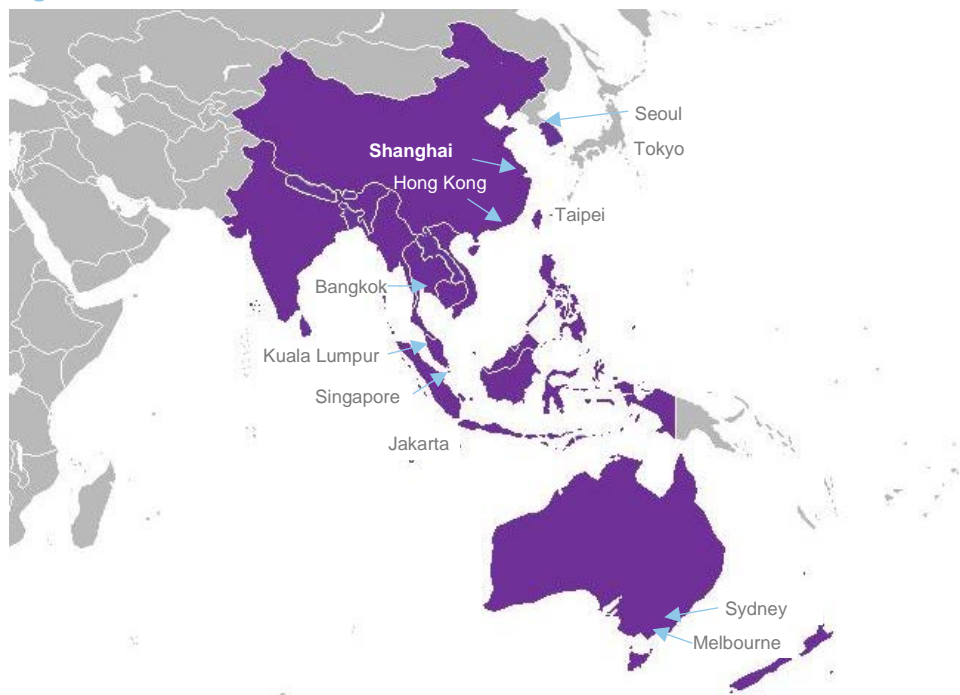 Seoul
Tokyo
Shanghai
Hong Kong
-Taipei
Bangkok
Kuala Lumpur
Singapore
Jakarta
Sydney
Melbourne